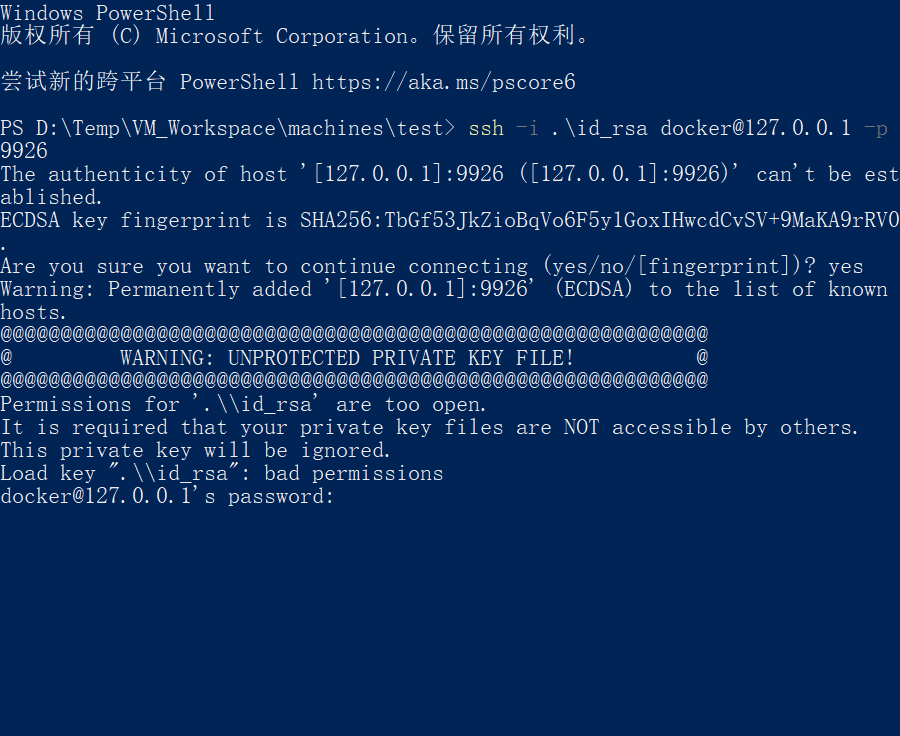 Windows PowerShell
版权所有 (C) Microsoft Corporation。保留所有权利。
尝试新的跨平台 PowerShell https://aka.ms/pscore6
PS D:\Temp\VM_Workspace\machines\test> ssh -i .\id_rsa docker@127.0.0.1 -p
9926
The authenticity of host '[127.0.0.1]:9926 ([127.0.0.1]:9926)' can't be est
ablished.
ECDSA key fingerprint is SHA256:TbGf53JkZioBqVo6F5y1GoxIHwcdCvSV+9MaKA9rRV0
.
Are you sure you want to continue connecting (yes/no/[fingerprint])? yes
Warning: Permanently added '[127.0.0.1]:9926' (ECDSA) to the list of known
hosts.
@@@@@@@@@@@@@@@@@@@@@@@@@@@@@@@@@@@@@@@@@@@@@@@@@@@@@@@@@@@
@         WARNING: UNPROTECTED PRIVATE KEY FILE!          @
@@@@@@@@@@@@@@@@@@@@@@@@@@@@@@@@@@@@@@@@@@@@@@@@@@@@@@@@@@@
Permissions for '.\\id_rsa' are too open.
It is required that your private key files are NOT accessible by others.
This private key will be ignored.
Load key ".\\id_rsa": bad permissions
docker@127.0.0.1's password: